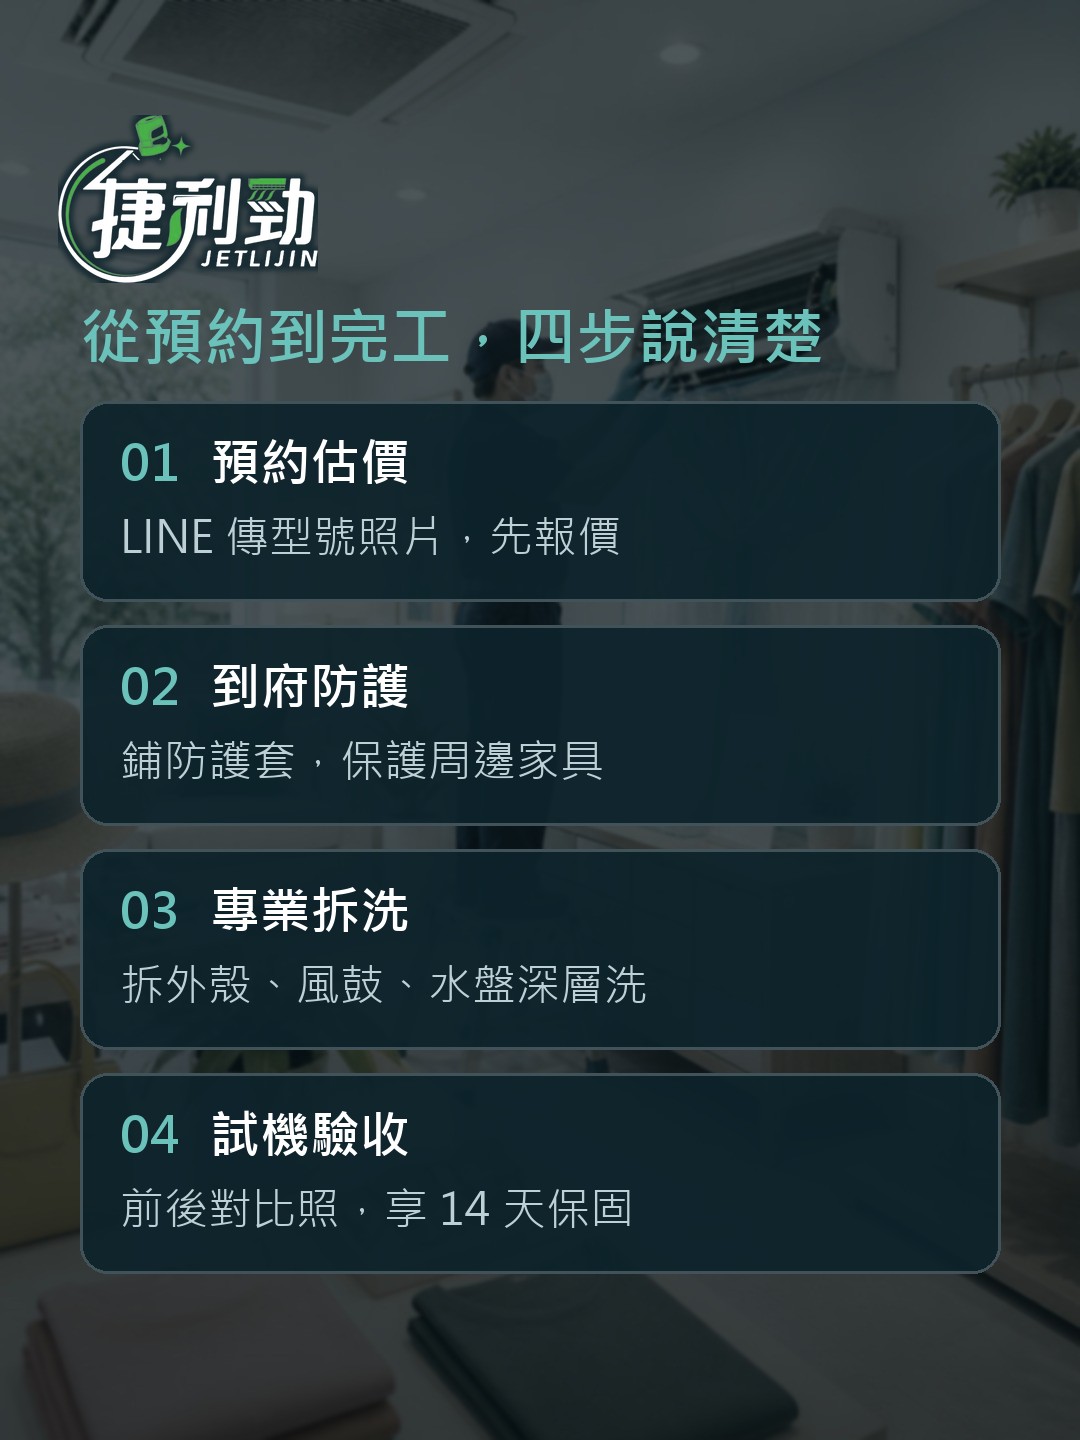 捷利勁
JETLIJIN
從預約到完工，四步說清楚
01 預約估價
LINE 傳型號照片，先報價
02 到府防護
鋪防護套，保護周邊家具
03 專業拆洗
拆外殼、風鼓、水盤深層洗
04 試機驗收
前後對比照，享 14 天保固